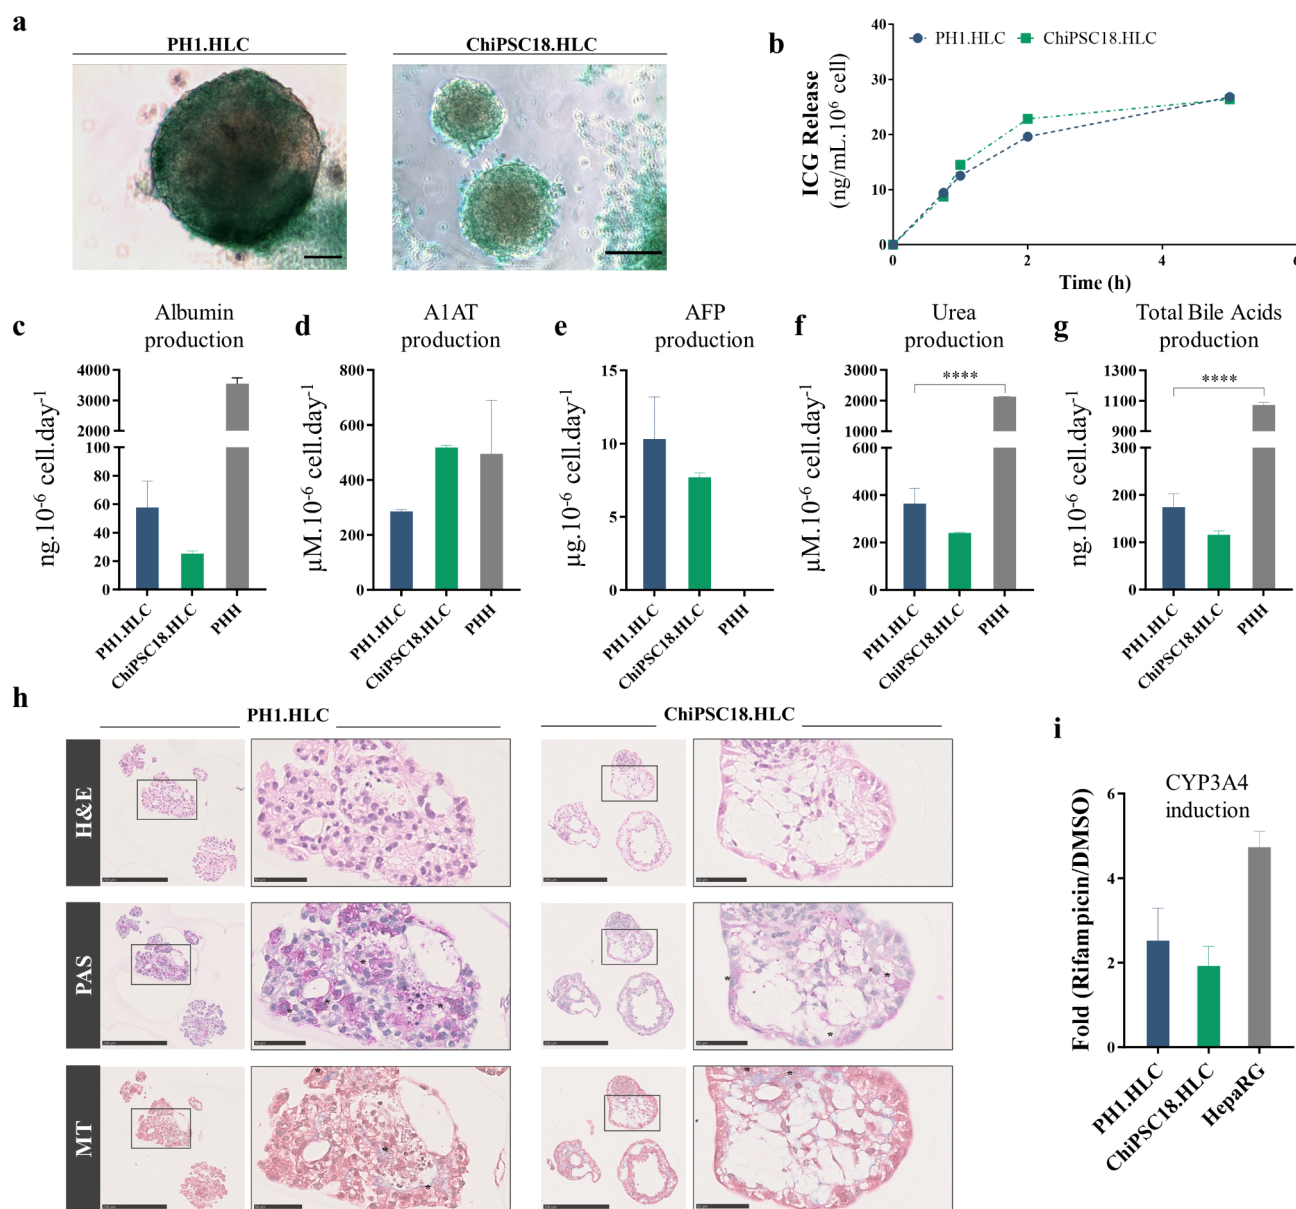 a
PH1.HLC
ChiPSC18.HLC
b
PH1.HLC
ChiPSC18.HLC
ICG Release
(ng/mL.10⁶ cell)
40
30
20
10
0
0
2
4
6
Time (h)
c
Albumin
production
ng.10⁻⁶ cell.day⁻¹
4000
3000
2000
100
80
60
40
20
0
PH1.HLC
ChiPSC18.HLC
PHH
d
A1AT
production
µM.10⁻⁶ cell.day⁻¹
800
600
400
200
0
PH1.HLC
ChiPSC18.HLC
PHH
e
AFP
production
µg.10⁻⁶ cell.day⁻¹
15
10
5
0
PH1.HLC
ChiPSC18.HLC
PHH
f
Urea
production
µM.10⁻⁶ cell.day⁻¹
3000
2000
1000
600
400
200
0
****
PH1.HLC
ChiPSC18.HLC
PHH
g
Total Bile Acids
production
ng.10⁻⁶ cell.day⁻¹
1300
1100
900
300
200
100
0
****
PH1.HLC
ChiPSC18.HLC
PHH
h
PH1.HLC
ChiPSC18.HLC
H&E
PAS
* * * *
* * *
MT
* * *
* *
i
CYP3A4
induction
Fold (Rifampicin/DMSO)
6
4
2
0
PH1.HLC
ChiPSC18.HLC
HepaRG